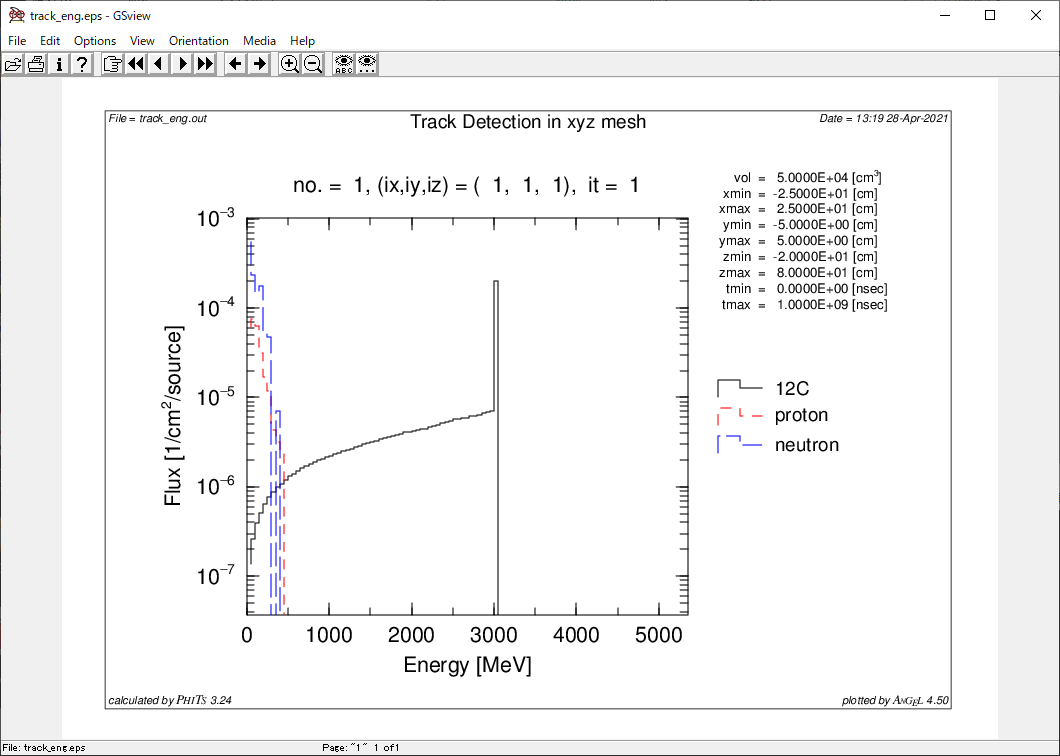 track_eng.eps - GSview
File Edit Options View Orientation Media Help
i ? ABC
File = track_eng.out
Track Detection in xyz mesh
Date = 13:19 28-Apr-2021
no. = 1, (ix,iy,iz) = ( 1, 1, 1), it = 1
vol = 5.0000E+04 [cm³]
xmin = -2.5000E+01 [cm]
xmax = 2.5000E+01 [cm]
ymin = -5.0000E+00 [cm]
ymax = 5.0000E+00 [cm]
zmin = -2.0000E+01 [cm]
zmax = 8.0000E+01 [cm]
tmin = 0.0000E+00 [nsec]
tmax = 1.0000E+09 [nsec]
10⁻³
10⁻⁴
10⁻⁵
10⁻⁶
10⁻⁷
Flux [1/cm²/source]
12C
proton
neutron
0 1000 2000 3000 4000 5000
Energy [MeV]
calculated by PHITS 3.24
plotted by ANGEL 4.50
File: track_eng.eps
Page: "1" 1 of 1